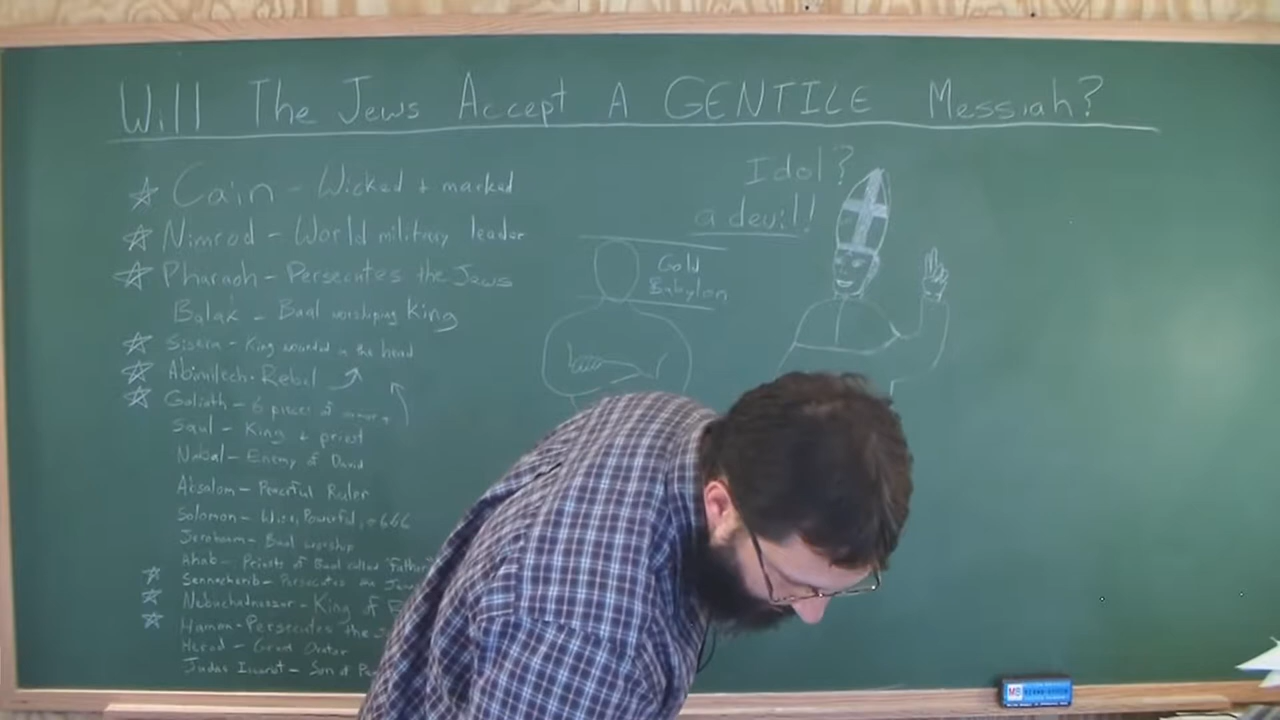 Will The Jews Accept A GENTILE Messiah?
Cain - Wicked + marked
Nimrod - World military leader
Pharaoh - Persecutes the Jews
Balak - Baal worshiping King
Sisera - King wounded in the head
Abimilech - Rebel
Goliath - 6 pieces of
Saul - King + priest
Nabal - Enemy of David
Absalom - Peaceful Ruler
Solomon - Wise, Powerful, 666
Jeroboam - Baal worship
Ahab - Priests of Baal called "Father"
Sennacherib - Persecutes the Jews
Nebuchadnezzar - King of
Haman - Persecutes the
Herod - Great Orator
Judas Iscariot - Son of
Idol?
a devil!
Gold
Babylon
MB